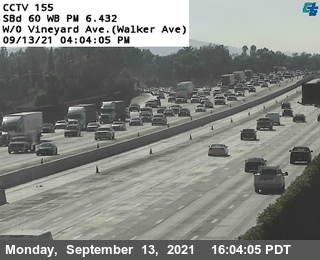 CCTV 155
SBd 60 WB PM 6.432
W/O Vineyard Ave.(Walker Ave)
09/13/21 04:04:05 PM
Monday, September 13, 2021 16:04:05 PDT